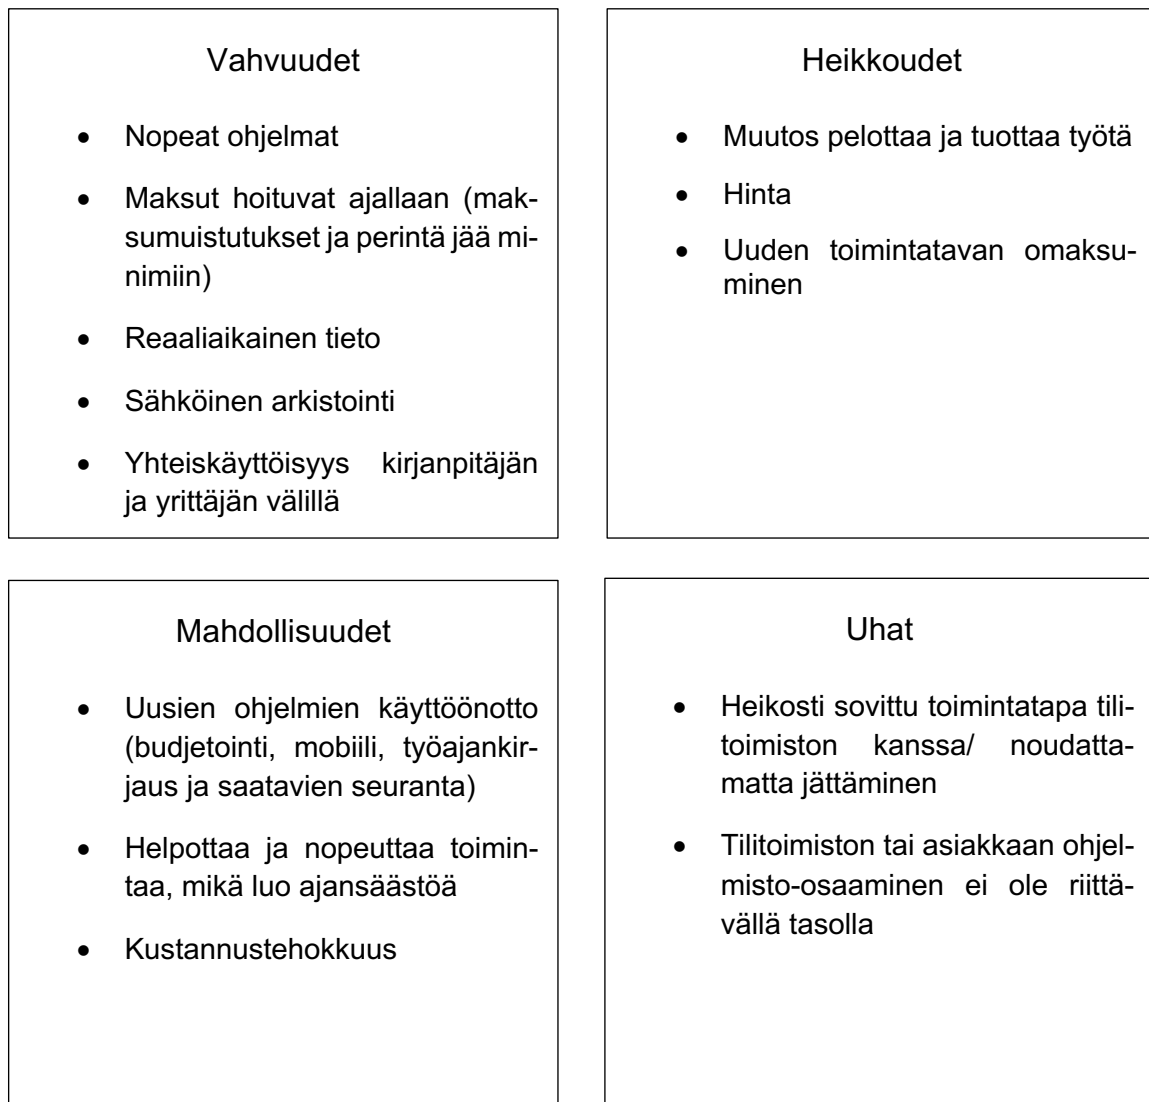 Vahvuudet
• Nopeat ohjelmat
• Maksut hoituvat ajallaan (mak-
sumuistutukset ja perintä jää mi-
nimiin)
• Reaaliaikainen tieto
• Sähköinen arkistointi
• Yhteiskäyttöisyys kirjanpitäjän
ja yrittäjän välillä
Heikkoudet
• Muutos pelottaa ja tuottaa työtä
• Hinta
• Uuden toimintatavan omaksu-
minen
Mahdollisuudet
• Uusien ohjelmien käyttöönotto
(budjetointi, mobiili, työajankir-
jaus ja saatavien seuranta)
• Helpottaa ja nopeuttaa toimin-
taa, mikä luo ajansäästöä
• Kustannustehokkuus
Uhat
• Heikosti sovittu toimintatapa tili-
toimiston kanssa/ noudatta-
matta jättäminen
• Tilitoimiston tai asiakkaan ohjel-
misto-osaaminen ei ole riittä-
vällä tasolla